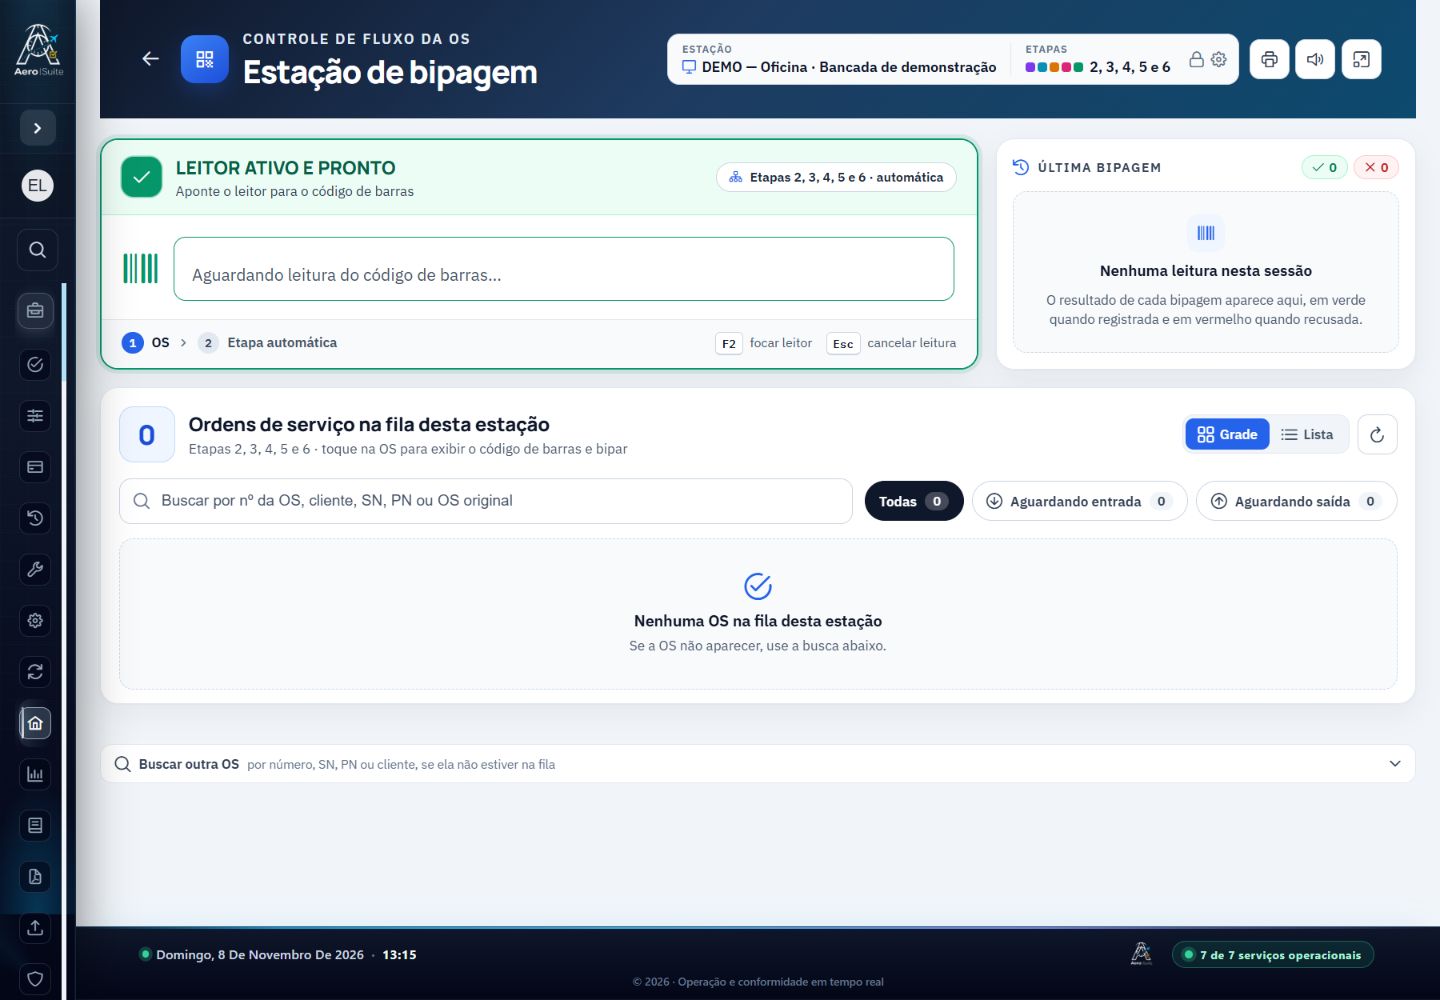 Aero|Suite
EL
CONTROLE DE FLUXO DA OS
Estação de bipagem
ESTAÇÃO
DEMO — Oficina · Bancada de demonstração
ETAPAS
2, 3, 4, 5 e 6
LEITOR ATIVO E PRONTO
Aponte o leitor para o código de barras
Etapas 2, 3, 4, 5 e 6 · automática
Aguardando leitura do código de barras...
1 OS
2 Etapa automática
F2 focar leitor
Esc cancelar leitura
ÚLTIMA BIPAGEM
0
0
Nenhuma leitura nesta sessão
O resultado de cada bipagem aparece aqui, em verde
quando registrada e em vermelho quando recusada.
0
Ordens de serviço na fila desta estação
Etapas 2, 3, 4, 5 e 6 · toque na OS para exibir o código de barras e bipar
Grade
Lista
Buscar por nº da OS, cliente, SN, PN ou OS original
Todas 0
Aguardando entrada 0
Aguardando saída 0
Nenhuma OS na fila desta estação
Se a OS não aparecer, use a busca abaixo.
Buscar outra OS por número, SN, PN ou cliente, se ela não estiver na fila
Domingo, 8 De Novembro De 2026 · 13:15
7 de 7 serviços operacionais
© 2026 · Operação e conformidade em tempo real